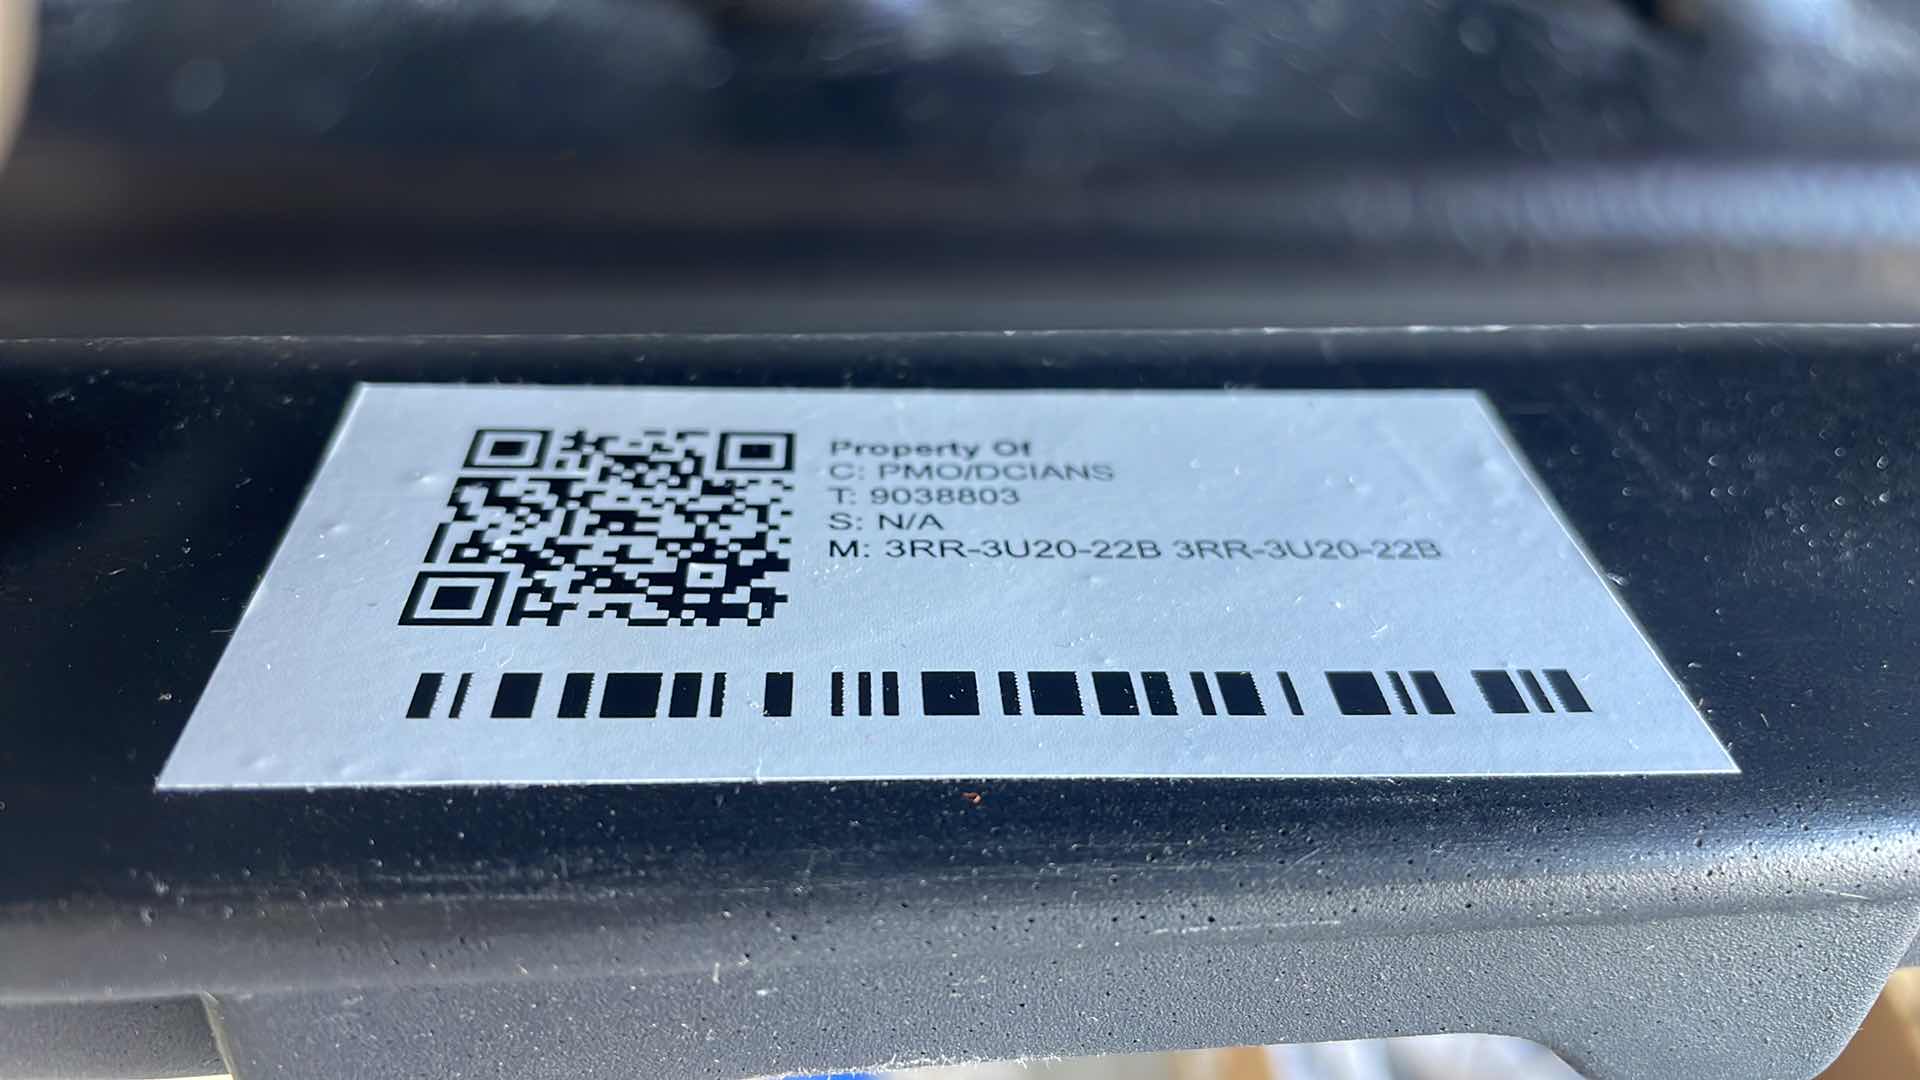 Property Of
C: PMO/DCIANS
T: 9038803
S: N/A
M: 3RR-3U20-22B 3RR-3U20-22B